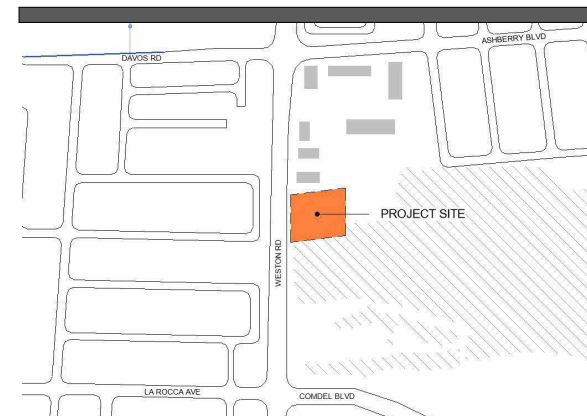 ASHBERRY BLVD
DAVOS RD
PROJECT SITE
WESTON RD
LA ROCCA AVE
COMDEL BLVD